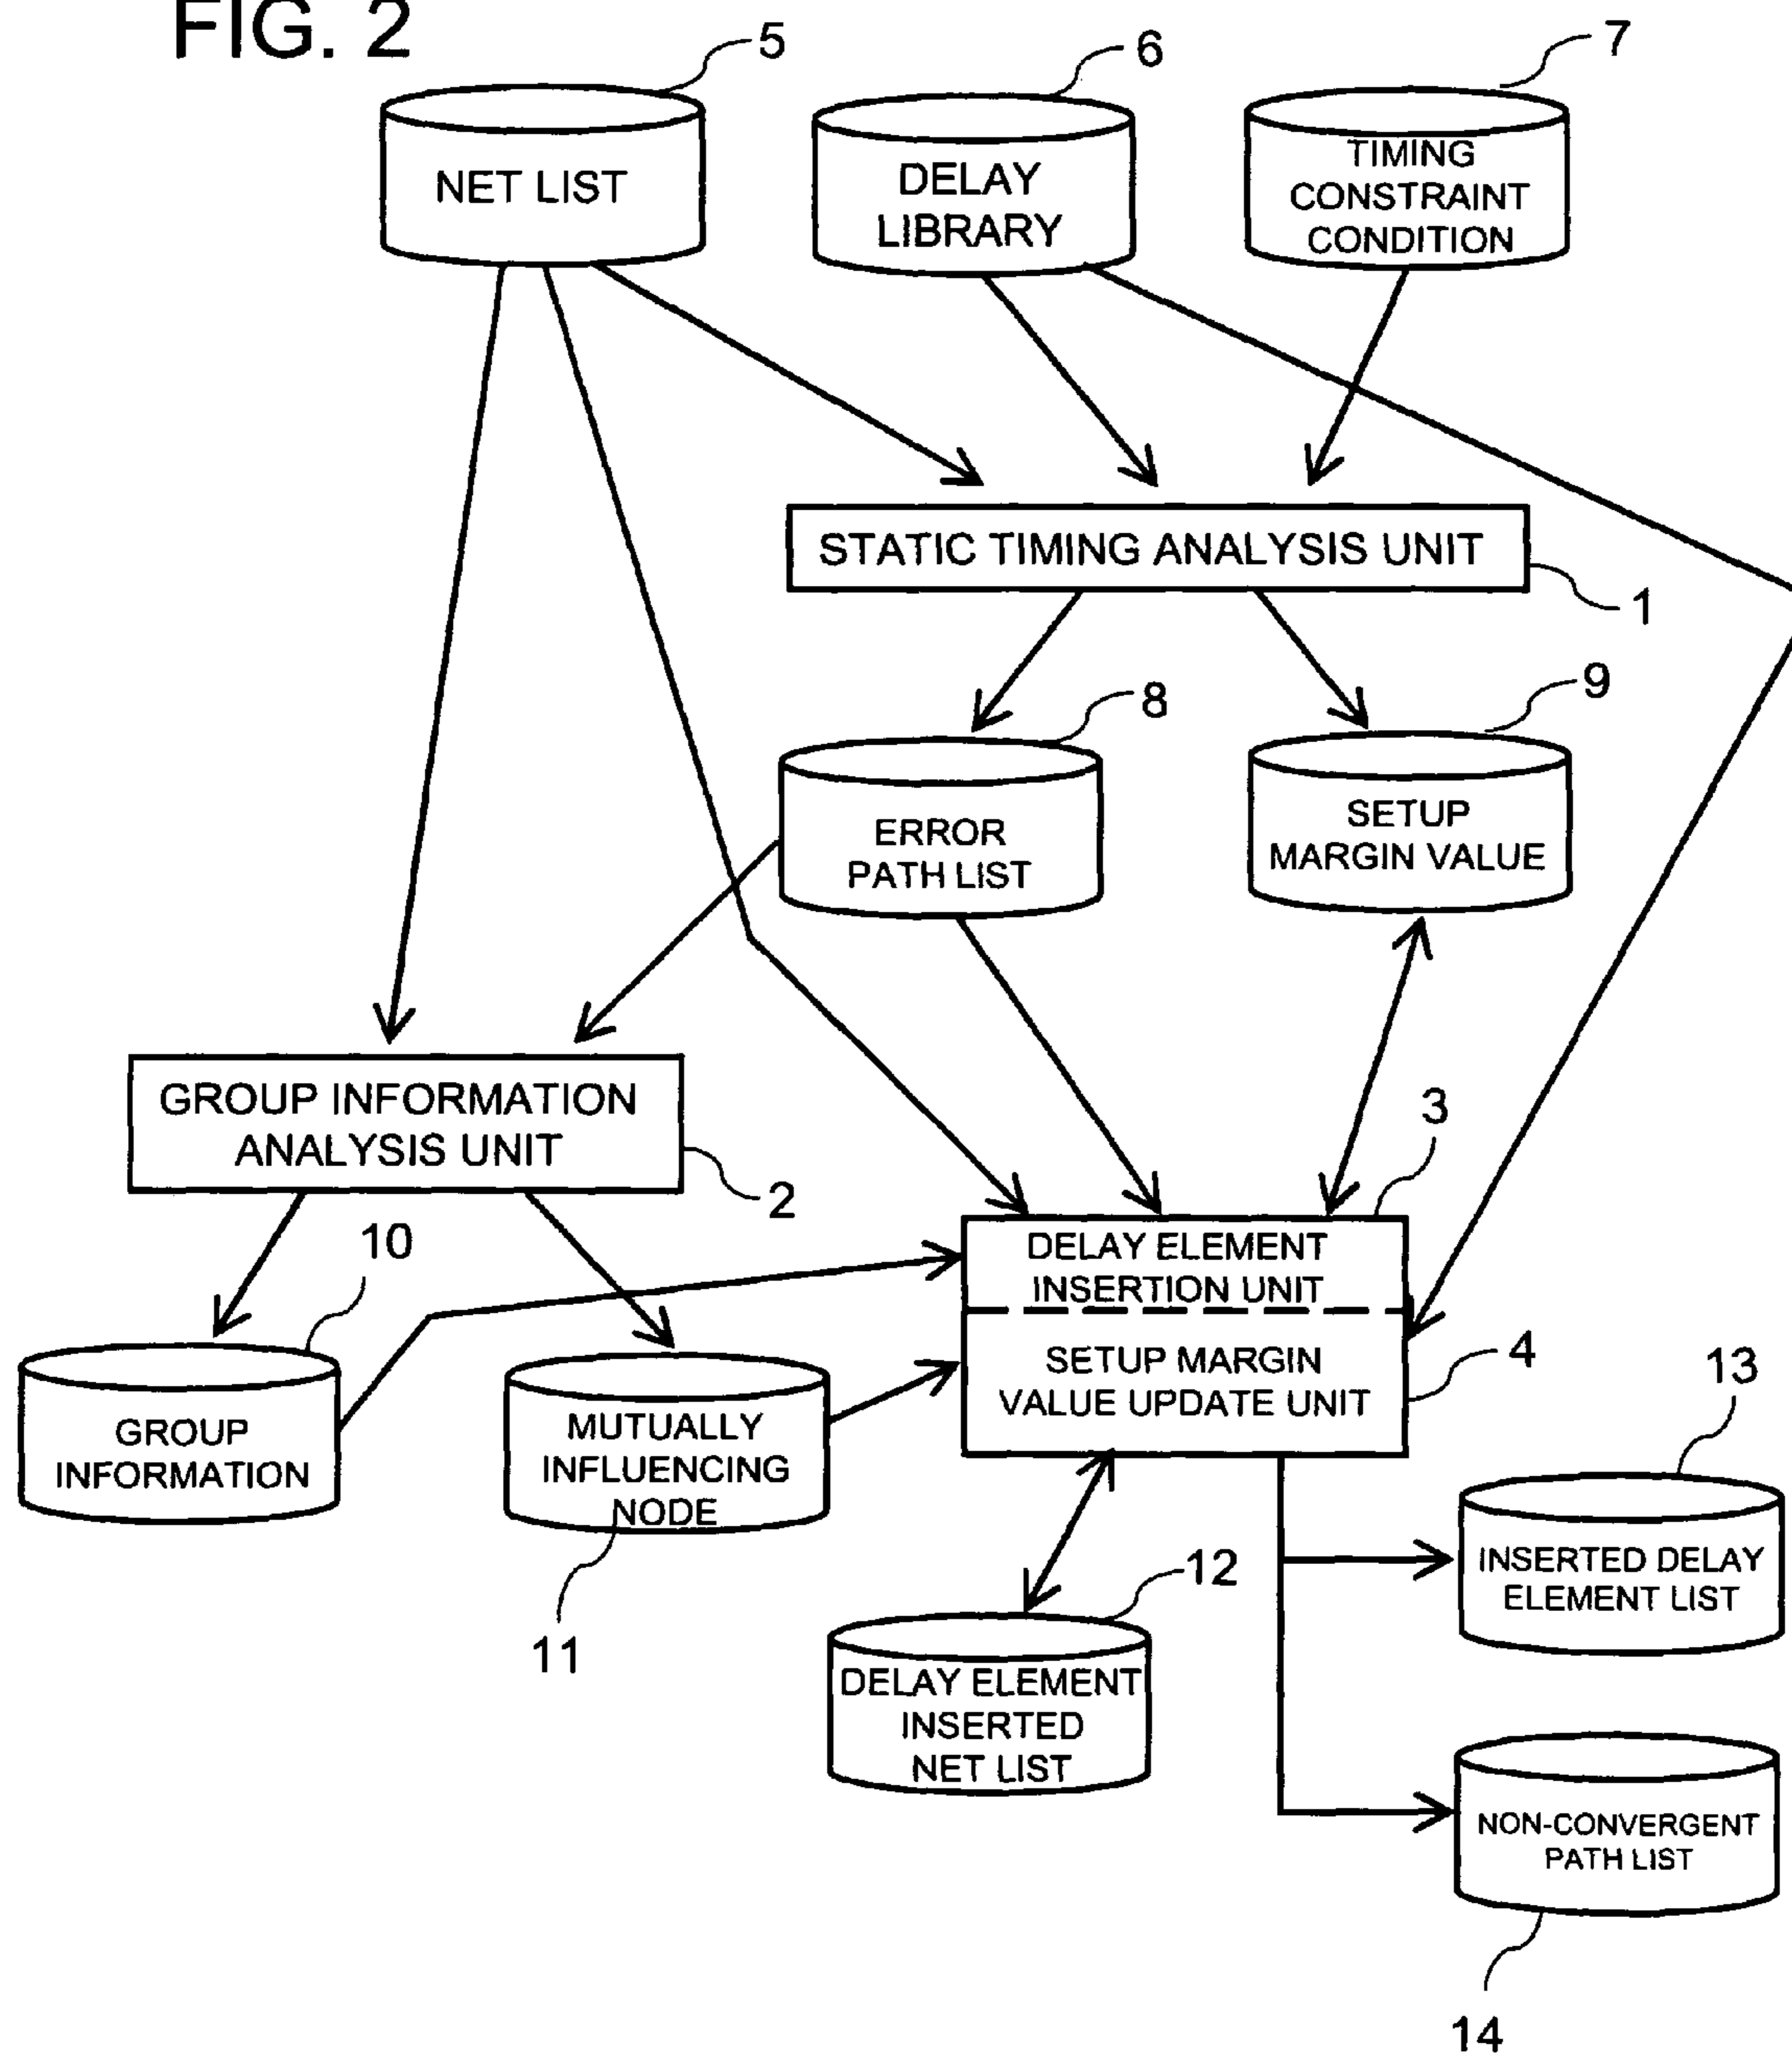 FIG. 2
5
6
7
NET LIST
DELAY
LIBRARY
TIMING
CONSTRAINT
CONDITION
STATIC TIMING ANALYSIS UNIT
1
8
9
ERROR
PATH LIST
SETUP
MARGIN VALUE
GROUP INFORMATION
ANALYSIS UNIT
2
3
DELAY ELEMENT
INSERTION UNIT
SETUP MARGIN
VALUE UPDATE UNIT
4
10
GROUP
INFORMATION
MUTUALLY
INFLUENCING
NODE
11
12
DELAY ELEMENT
INSERTED
NET LIST
13
INSERTED DELAY
ELEMENT LIST
NON-CONVERGENT
PATH LIST
14